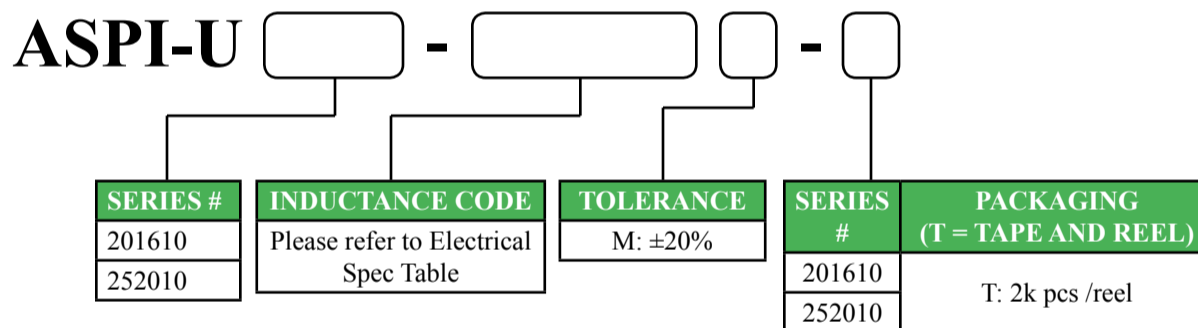 ASPI-U - -
SERIES #
201610
252010
INDUCTANCE CODE
Please refer to Electrical
Spec Table
TOLERANCE
M: ±20%
SERIES
#
PACKAGING
(T = TAPE AND REEL)
201610
252010
T: 2k pcs /reel